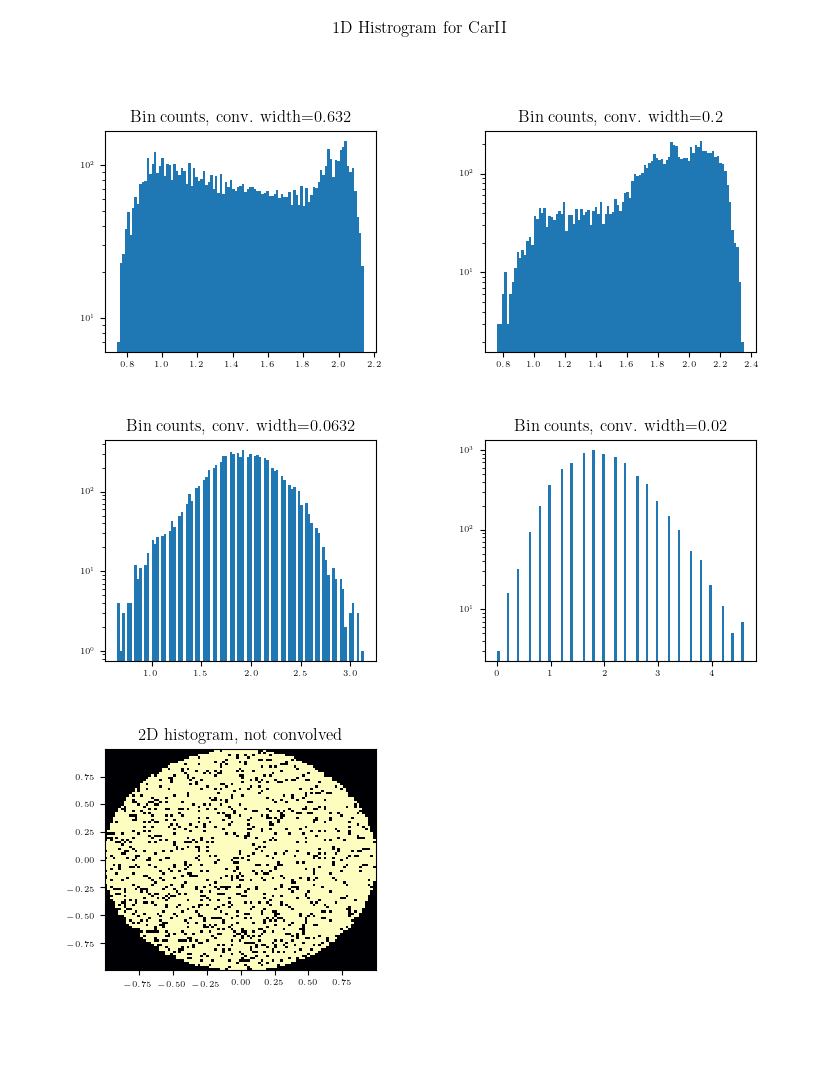 1D Histrogram for CarII
Bin counts, conv. width=0.632
10²
10¹
0.8 1.0 1.2 1.4 1.6 1.8 2.0 2.2
Bin counts, conv. width=0.2
10²
10¹
0.8 1.0 1.2 1.4 1.6 1.8 2.0 2.2 2.4
Bin counts, conv. width=0.0632
10²
10¹
10⁰
1.0 1.5 2.0 2.5 3.0
Bin counts, conv. width=0.02
10³
10²
10¹
0 1 2 3 4
2D histogram, not convolved
0.75
0.50
0.25
0.00
−0.25
−0.50
−0.75
−0.75 −0.50 −0.25 0.00 0.25 0.50 0.75